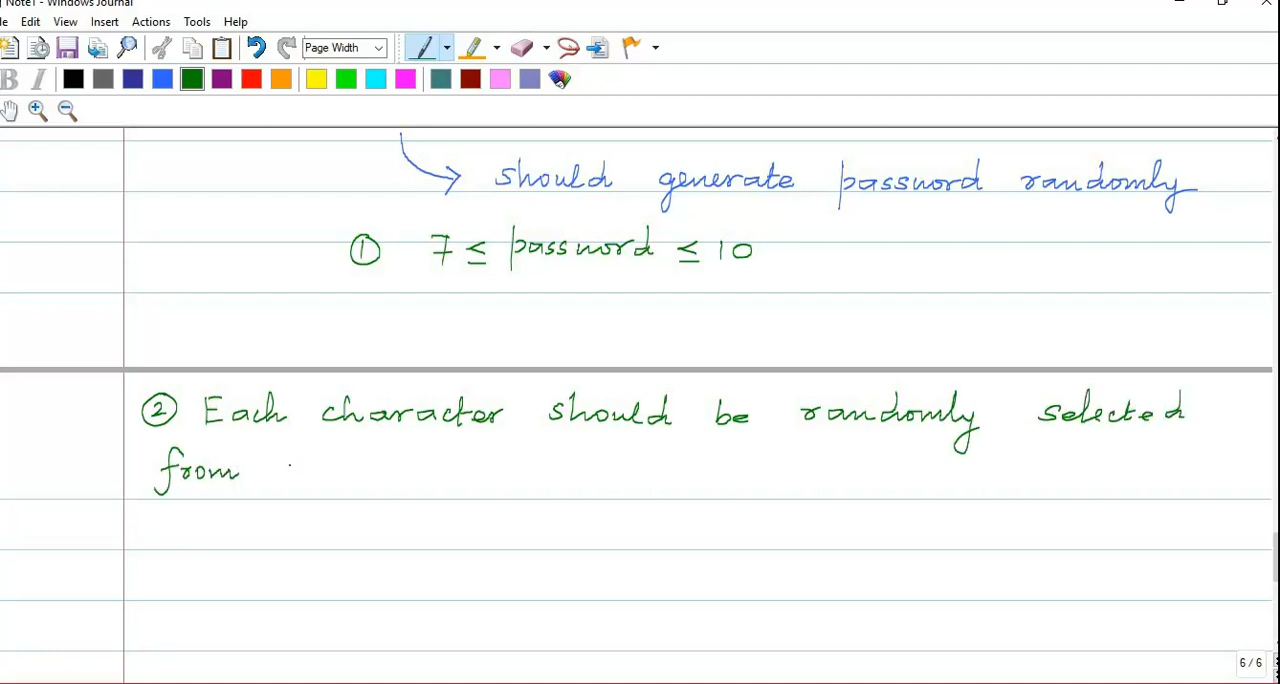 Note1 - Windows Journal
le Edit View Insert Actions Tools Help
Page Width
B I
should generate password randomly
① 7 ≤ password ≤ 10
② Each character should be randomly selected
from
6 / 6